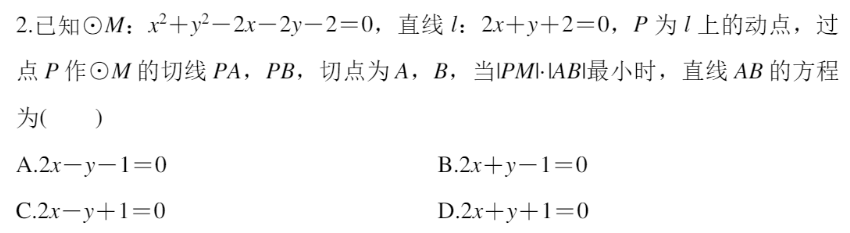 2.已知⊙M：x²＋y²－2x－2y－2＝0，直线 l：2x＋y＋2＝0，P 为 l 上的动点，过
点 P 作⊙M 的切线 PA，PB，切点为 A，B，当|PM|·|AB|最小时，直线 AB 的方程
为(　　)
A.2x－y－1＝0　　B.2x＋y－1＝0
C.2x－y＋1＝0　　D.2x＋y＋1＝0